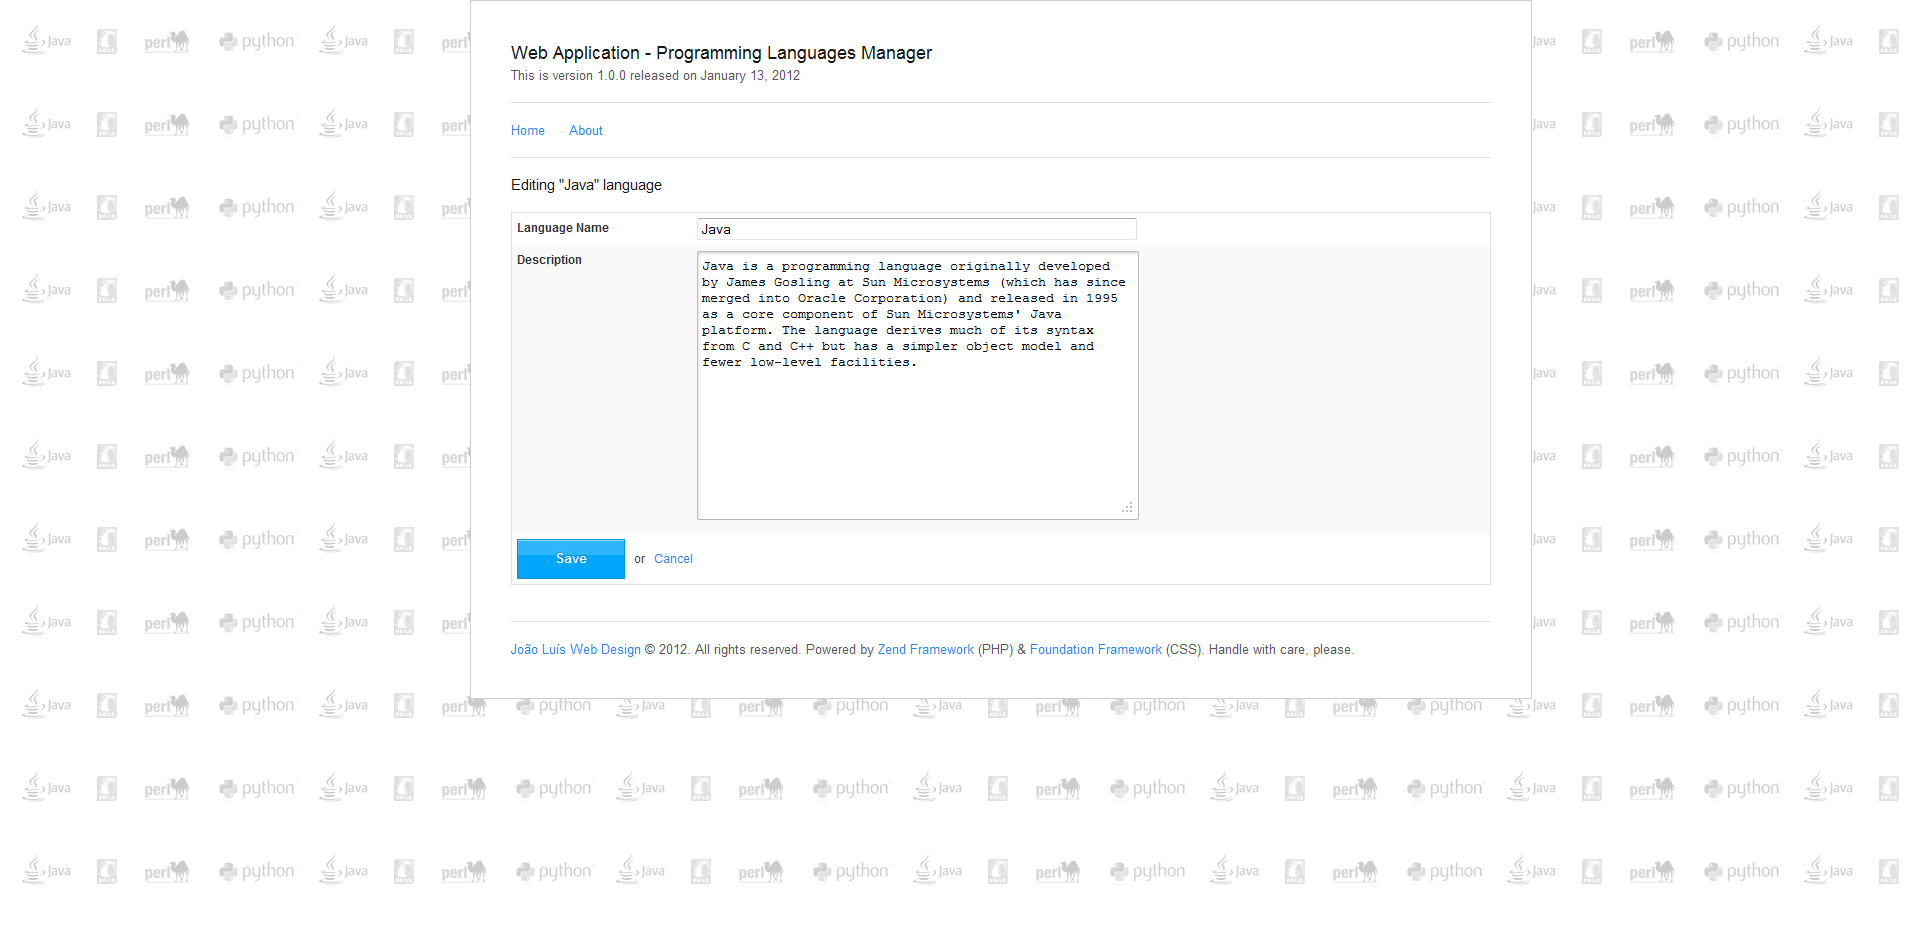 Web Application - Programming Languages Manager
This is version 1.0.0 released on January 13, 2012
Home About
Editing "Java" language
Language Name Java
Description
Java is a programming language originally developed
by James Gosling at Sun Microsystems (which has since
merged into Oracle Corporation) and released in 1995
as a core component of Sun Microsystems' Java
platform. The language derives much of its syntax
from C and C++ but has a simpler object model and
fewer low-level facilities.
Save or Cancel
João Luís Web Design © 2012. All rights reserved. Powered by Zend Framework (PHP) & Foundation Framework (CSS). Handle with care, please.
Java perl python Java perl